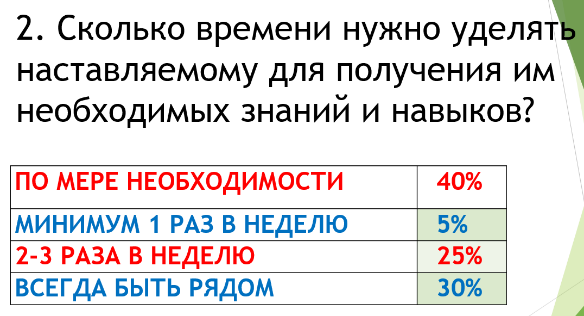 2. Сколько времени нужно уделять
наставляемому для получения им
необходимых знаний и навыков?
ПО МЕРЕ НЕОБХОДИМОСТИ 40%
МИНИМУМ 1 РАЗ В НЕДЕЛЮ 5%
2-3 РАЗА В НЕДЕЛЮ 25%
ВСЕГДА БЫТЬ РЯДОМ 30%